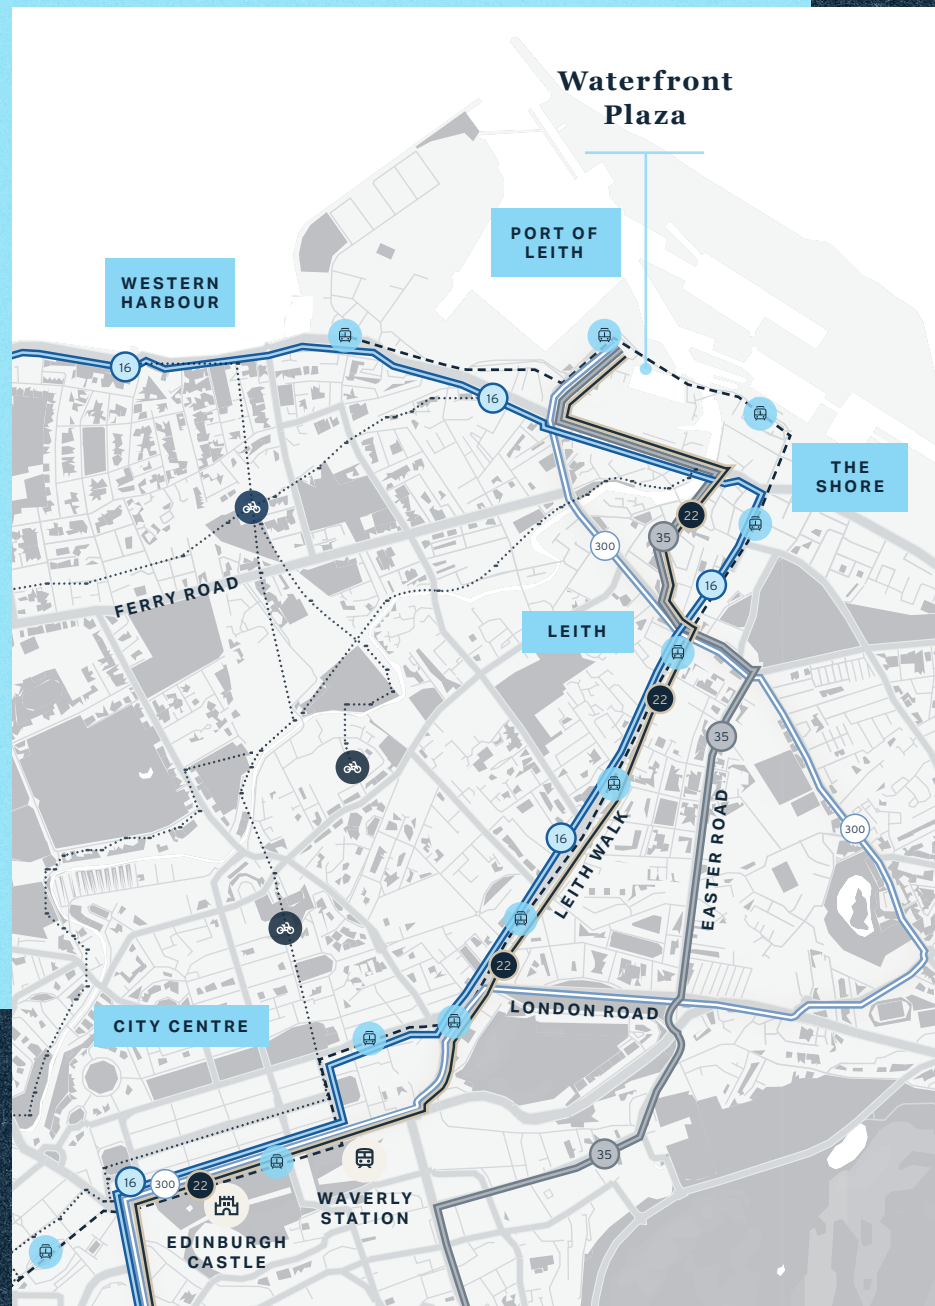 Waterfront
Plaza
PORT OF
LEITH
WESTERN
HARBOUR
16
16
THE
SHORE
22
35
300
16
FERRY ROAD
LEITH
22
35
300
16
LEITH WALK
EASTER ROAD
22
LONDON ROAD
CITY CENTRE
35
16
300
22
WAVERLY
STATION
EDINBURGH
CASTLE